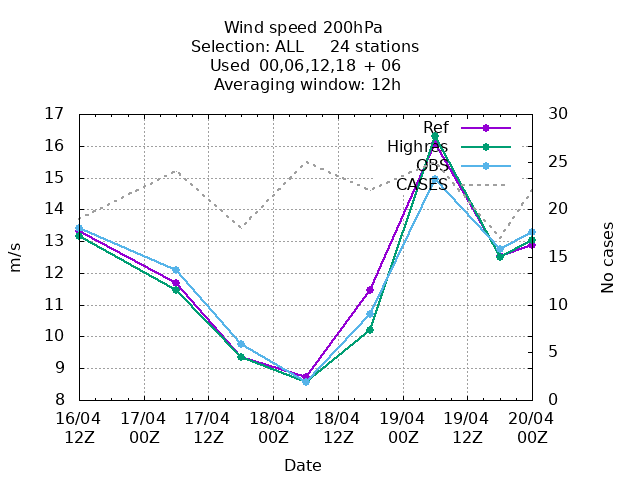 Wind speed 200hPa
Selection: ALL 24 stations
Used 00,06,12,18 + 06
Averaging window: 12h
17
16
15
14
13
12
11
10
9
8
m/s
30
25
20
15
10
5
0
No cases
Ref
Highres
OBS
CASES
16/04 17/04 17/04 18/04 18/04 19/04 19/04 20/04
12Z 00Z 12Z 00Z 12Z 00Z 12Z 00Z
Date